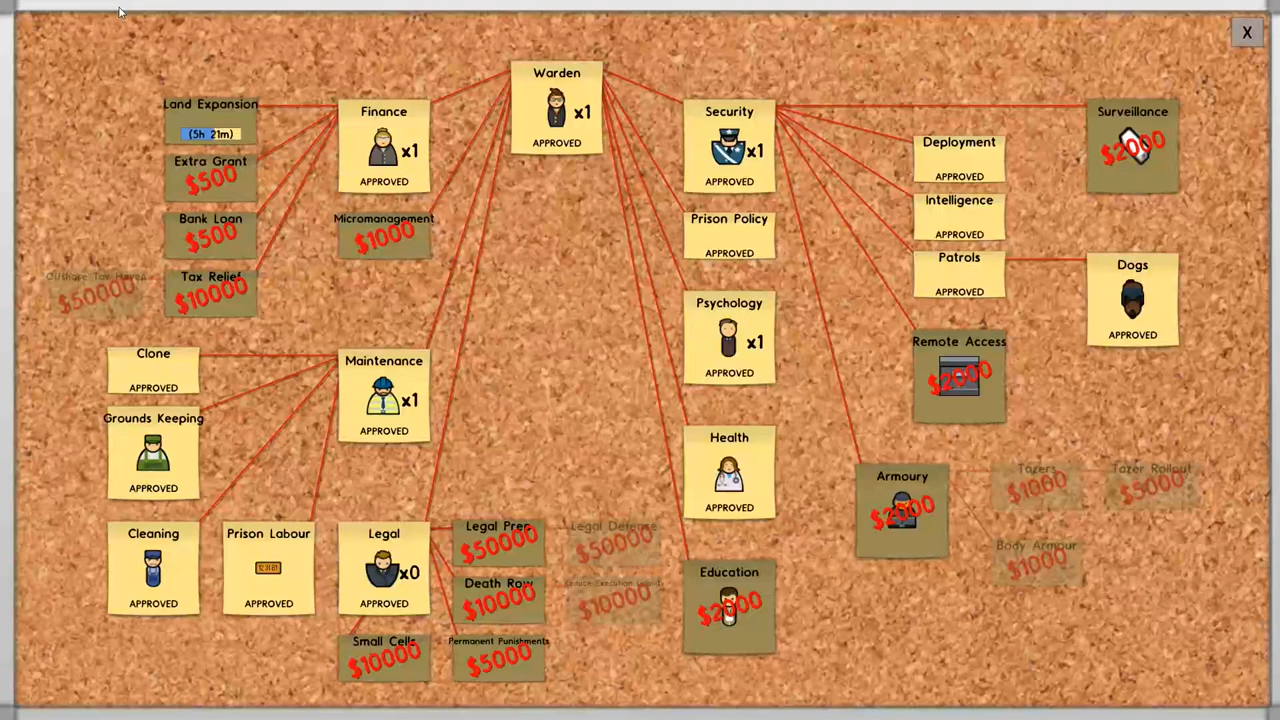 X
Warden
x1
APPROVED
Land Expansion
(5h 21m)
Finance
x1
APPROVED
Security
x1
APPROVED
Surveillance
$2000
Extra Grant
$500
Deployment
APPROVED
Bank Loan
$500
Micromanagement
$1000
Prison Policy
APPROVED
Intelligence
APPROVED
Offshore Tax Haven
$50000
Tax Relief
$10000
Patrols
APPROVED
Dogs
APPROVED
Psychology
x1
APPROVED
Remote Access
$2000
Clone
APPROVED
Maintenance
x1
APPROVED
Grounds Keeping
APPROVED
Health
APPROVED
Armoury
$2000
Tazers
$1000
Tazer Rollout
$5000
Body Armour
$1000
Cleaning
APPROVED
Prison Labour
APPROVED
Legal
x0
APPROVED
Legal Prep
$50000
Legal Defense
$50000
Death Row
$10000
$10000
Education
$2000
Small Cells
$10000
Permanent Punishments
$5000